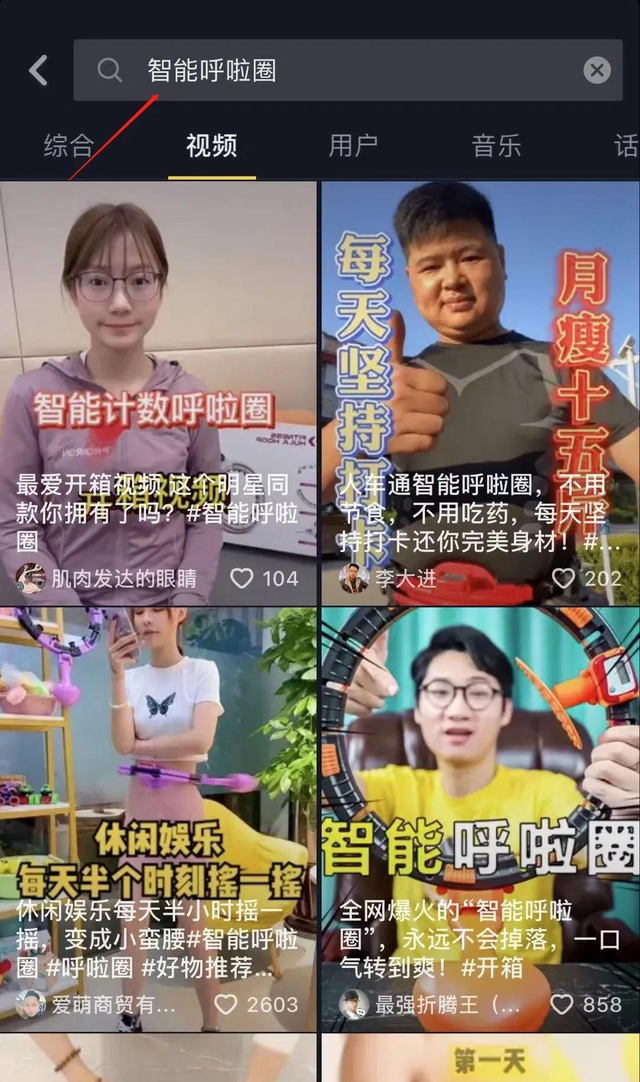 智能呼啦圈
综合 视频 用户 音乐 话
智能计数呼啦圈
FITNESS
HULA HOOP
开箱视频
最爱开箱视频 这个明星同
款你拥有了吗？#智能呼啦
圈
肌肉发达的眼睛 104
每天坚持打卡
月瘦十五
人车通智能呼啦圈，不用
节食，不用吃药，每天坚
持打卡还你完美身材！#...
李大进 202
休闲娱乐
每天半个时刻摇一摇
休闲娱乐每天半小时摇一
摇，变成小蛮腰#智能呼啦
圈 #呼啦圈 #好物推荐...
爱萌商贸有... 2603
智能呼啦圈
全网爆火的“智能呼啦
圈”，永远不会掉落，一口
气转到爽！#开箱
最强折腾王（... 858
第一天